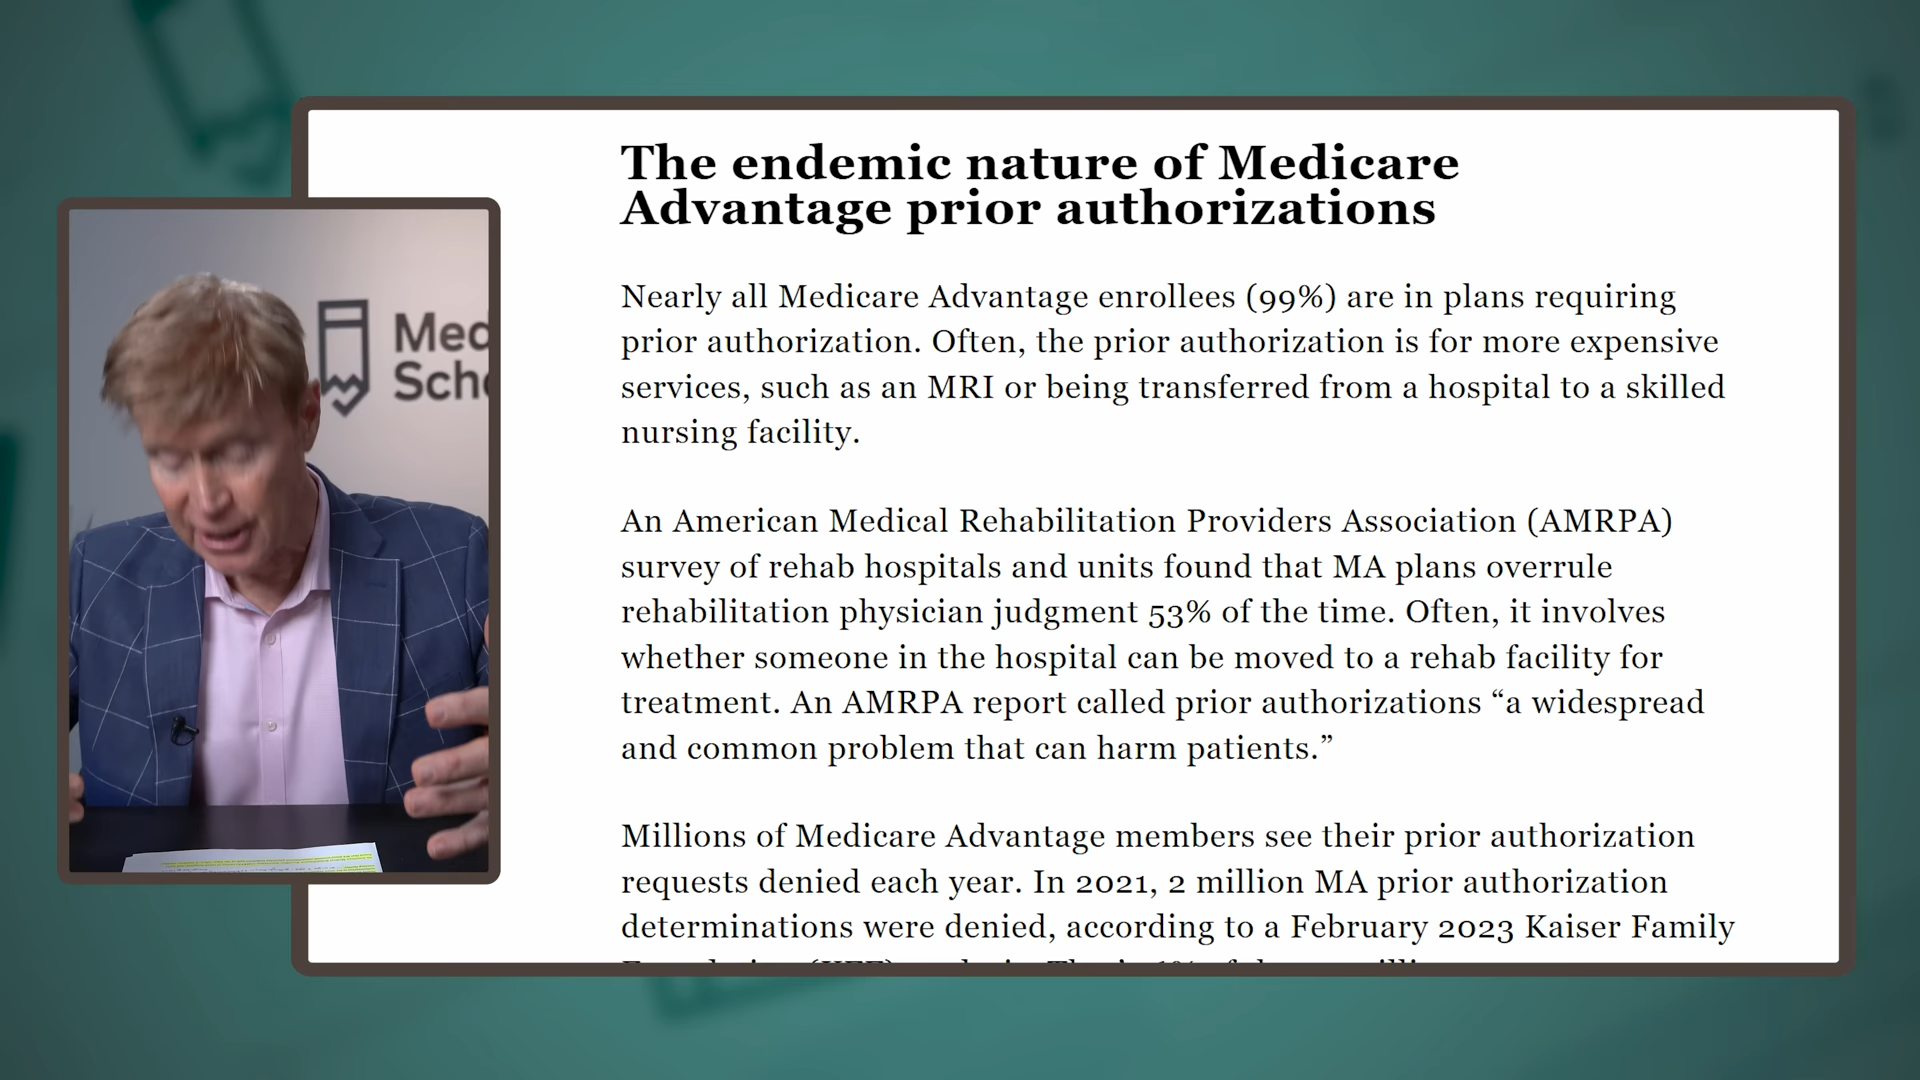 The endemic nature of Medicare
Advantage prior authorizations
Nearly all Medicare Advantage enrollees (99%) are in plans requiring
prior authorization. Often, the prior authorization is for more expensive
services, such as an MRI or being transferred from a hospital to a skilled
nursing facility.
An American Medical Rehabilitation Providers Association (AMRPA)
survey of rehab hospitals and units found that MA plans overrule
rehabilitation physician judgment 53% of the time. Often, it involves
whether someone in the hospital can be moved to a rehab facility for
treatment. An AMRPA report called prior authorizations “a widespread
and common problem that can harm patients.”
Millions of Medicare Advantage members see their prior authorization
requests denied each year. In 2021, 2 million MA prior authorization
determinations were denied, according to a February 2023 Kaiser Family
Med
Sch